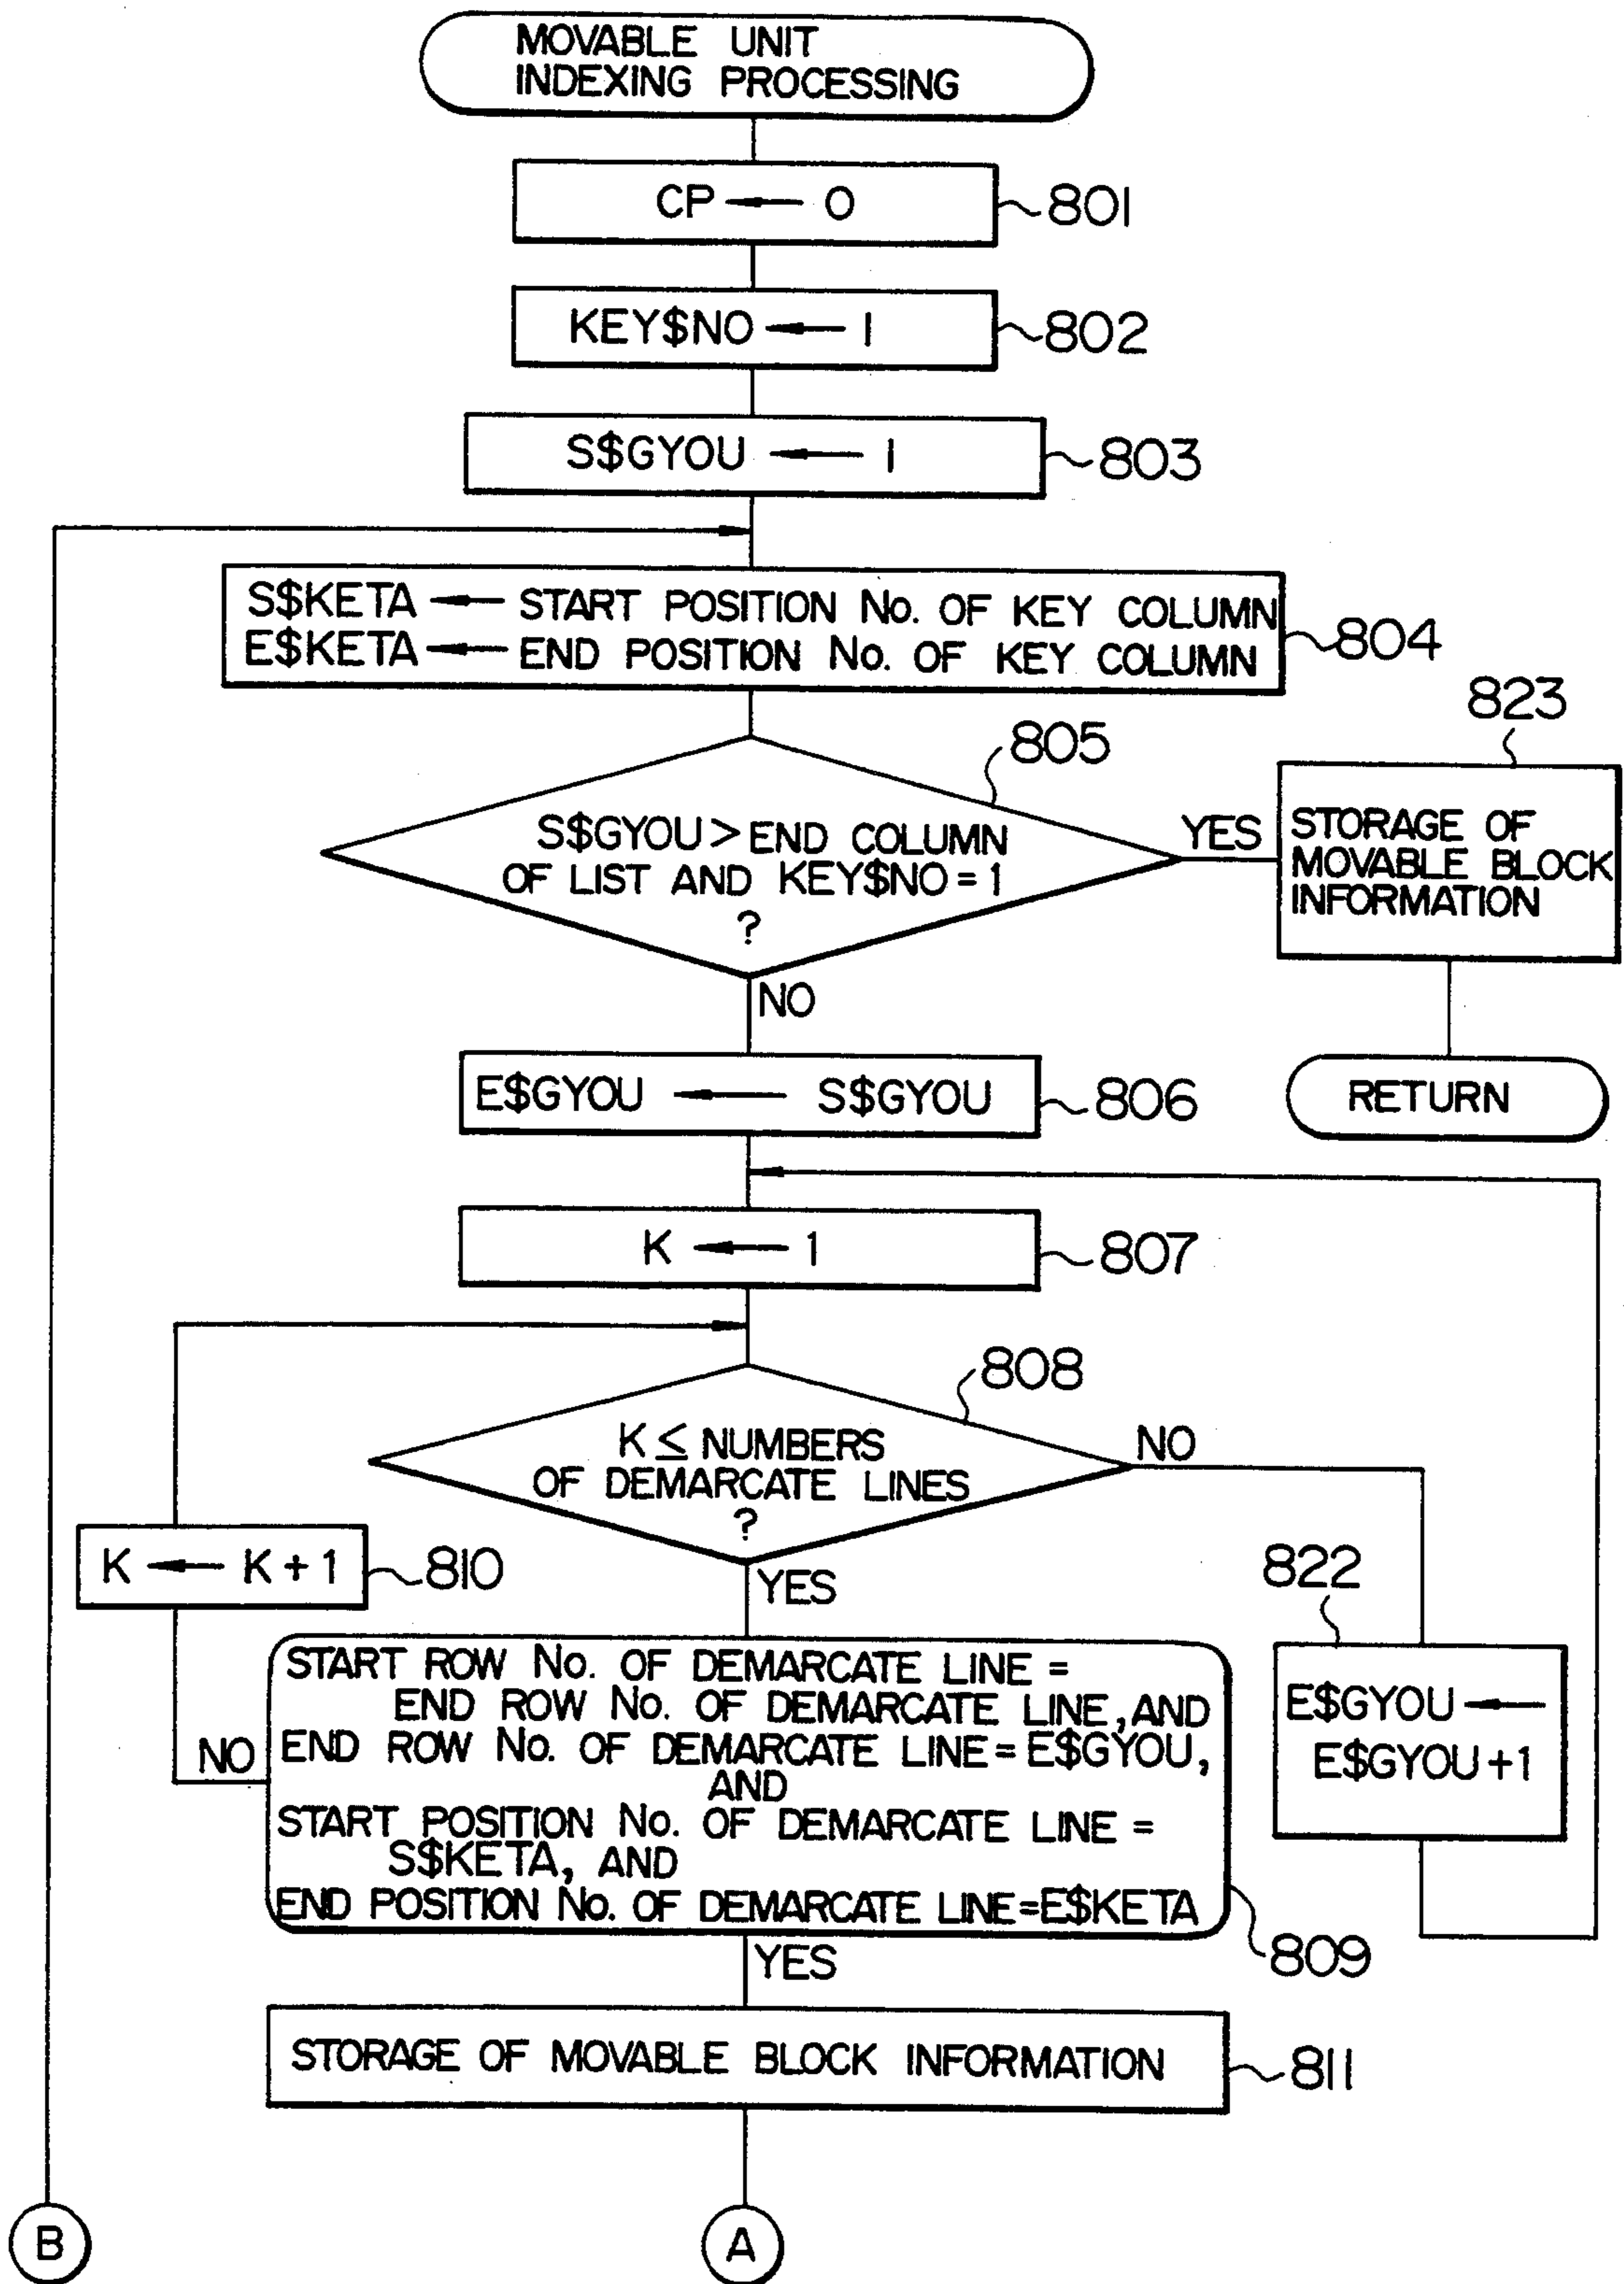 MOVABLE UNIT
INDEXING PROCESSING
CP ← 0
801
KEY$NO ← 1
802
S$GYOU ← 1
803
S$KETA ← START POSITION No. OF KEY COLUMN
E$KETA ← END POSITION No. OF KEY COLUMN
804
805
S$GYOU > END COLUMN
OF LIST AND KEY$NO = 1
?
YES
823
STORAGE OF
MOVABLE BLOCK
INFORMATION
NO
RETURN
E$GYOU ← S$GYOU
806
K ← 1
807
808
K ≤ NUMBERS
OF DEMARCATE LINES
?
NO
YES
K ← K + 1
810
822
E$GYOU ←
E$GYOU + 1
START ROW No. OF DEMARCATE LINE =
END ROW No. OF DEMARCATE LINE, AND
END ROW No. OF DEMARCATE LINE = E$GYOU,
AND
START POSITION No. OF DEMARCATE LINE =
S$KETA, AND
END POSITION No. OF DEMARCATE LINE = E$KETA
NO
809
YES
STORAGE OF MOVABLE BLOCK INFORMATION
811
B
A